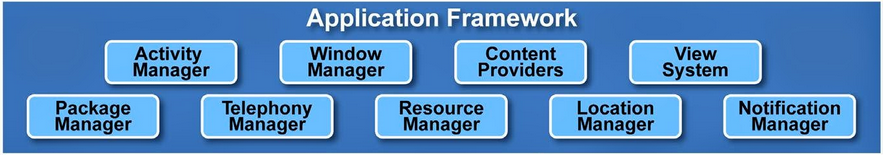 Application Framework
Activity
Manager
Window
Manager
Content
Providers
View
System
Package
Manager
Telephony
Manager
Resource
Manager
Location
Manager
Notification
Manager